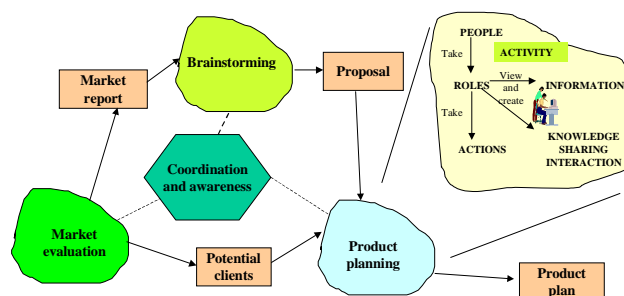 Brainstorming
Market
report
Proposal
Coordination
and awareness
Market
evaluation
Potential
clients
Product
planning
Product
plan
PEOPLE
ACTIVITY
Take
ROLES
View
and
create
INFORMATION
Take
ACTIONS
KNOWLEDGE
SHARING
INTERACTION